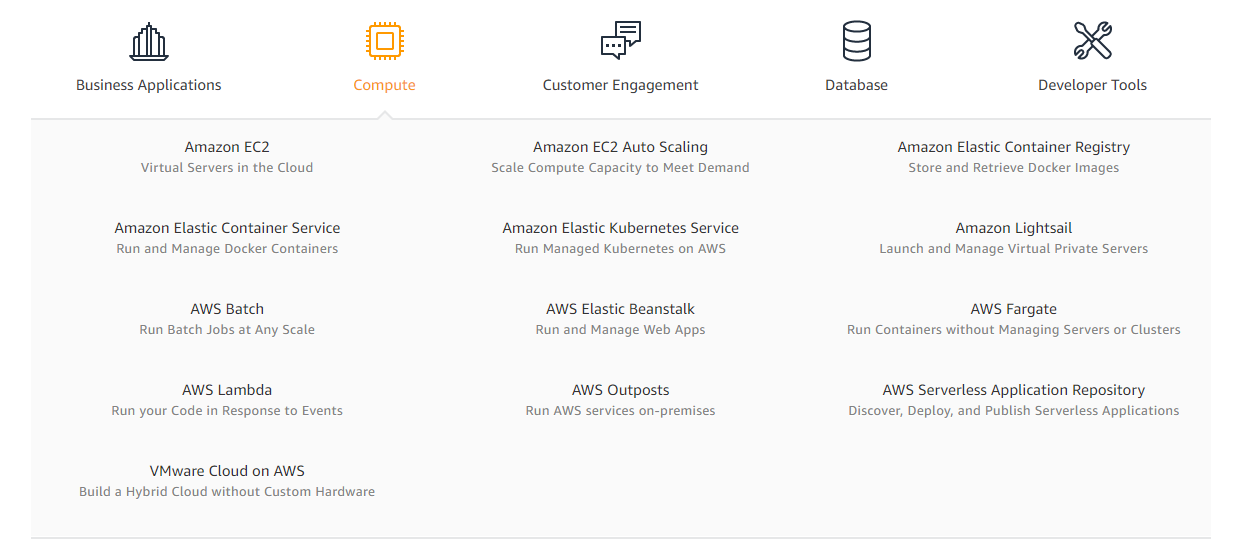 Business Applications
Compute
Customer Engagement
Database
Developer Tools
Amazon EC2
Virtual Servers in the Cloud
Amazon EC2 Auto Scaling
Scale Compute Capacity to Meet Demand
Amazon Elastic Container Registry
Store and Retrieve Docker Images
Amazon Elastic Container Service
Run and Manage Docker Containers
Amazon Elastic Kubernetes Service
Run Managed Kubernetes on AWS
Amazon Lightsail
Launch and Manage Virtual Private Servers
AWS Batch
Run Batch Jobs at Any Scale
AWS Elastic Beanstalk
Run and Manage Web Apps
AWS Fargate
Run Containers without Managing Servers or Clusters
AWS Lambda
Run your Code in Response to Events
AWS Outposts
Run AWS services on-premises
AWS Serverless Application Repository
Discover, Deploy, and Publish Serverless Applications
VMware Cloud on AWS
Build a Hybrid Cloud without Custom Hardware